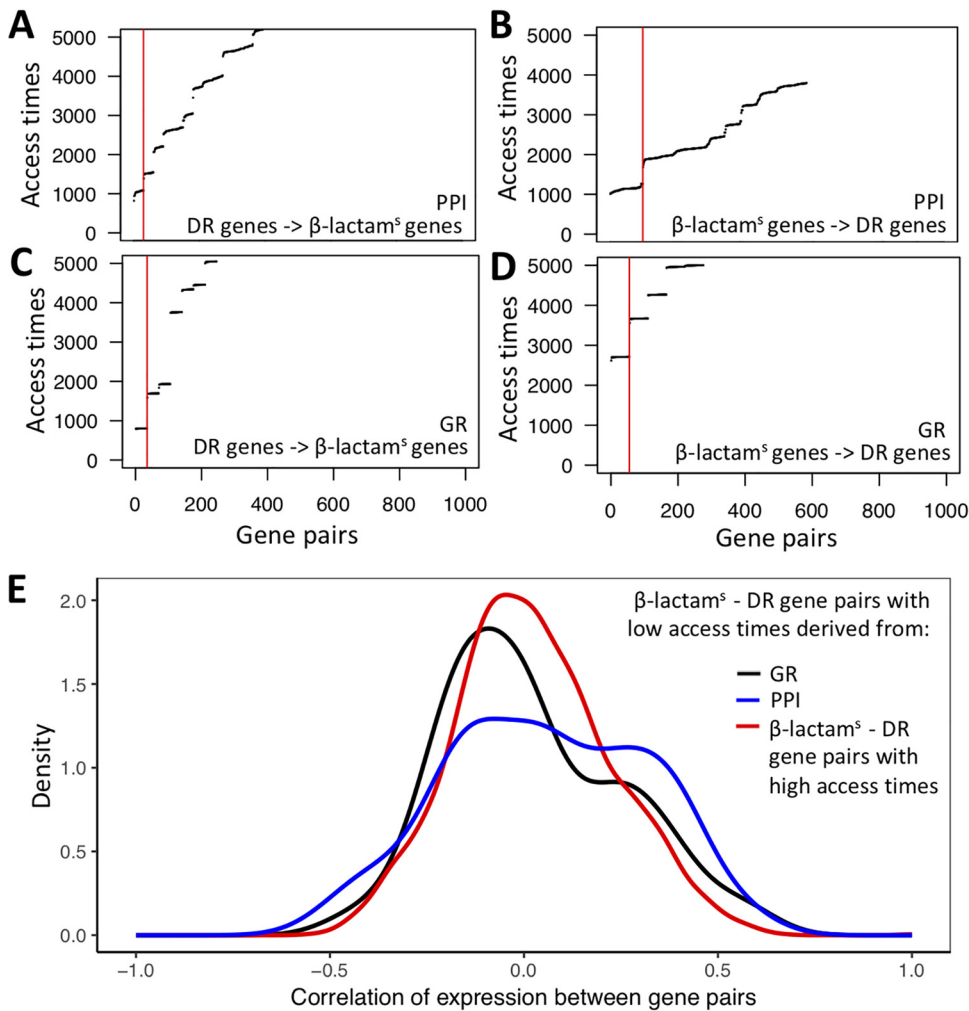 A
Access times
5000
4000
3000
2000
1000
0
PPI
DR genes -> β-lactamˢ genes
B
Access times
5000
4000
3000
2000
1000
0
PPI
β-lactamˢ genes -> DR genes
C
Access times
5000
4000
3000
2000
1000
0
GR
DR genes -> β-lactamˢ genes
0 200 400 600 800 1000
Gene pairs
D
Access times
5000
4000
3000
2000
1000
0
GR
β-lactamˢ genes -> DR genes
0 200 400 600 800 1000
Gene pairs
E
Density
2.0
1.5
1.0
0.5
0.0
β-lactamˢ - DR gene pairs with
low access times derived from:
GR
PPI
β-lactamˢ - DR
gene pairs with
high access times
−1.0 −0.5 0.0 0.5 1.0
Correlation of expression between gene pairs